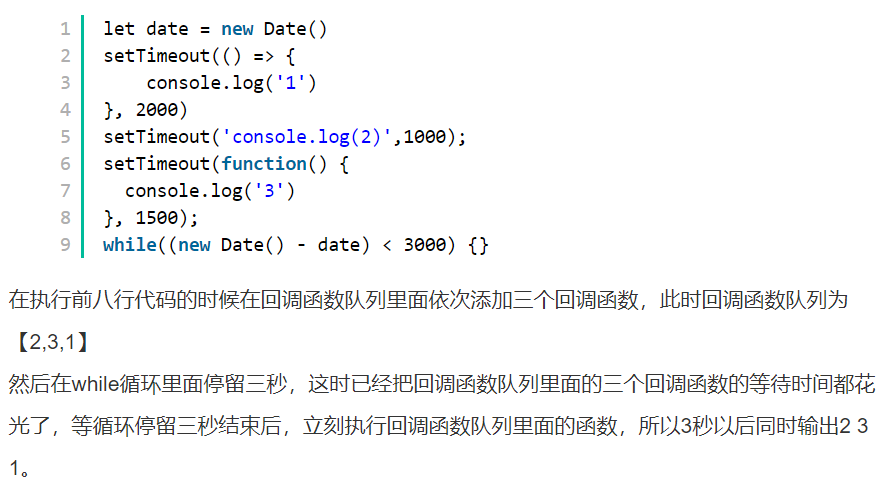 1 let date = new Date()
2 setTimeout(() => {
3     console.log('1')
4 }, 2000)
5 setTimeout('console.log(2)',1000);
6 setTimeout(function() {
7   console.log('3')
8 }, 1500);
9 while((new Date() - date) < 3000) {}
在执行前八行代码的时候在回调函数队列里面依次添加三个回调函数，此时回调函数队列为
【2,3,1】
然后在while循环里面停留三秒，这时已经把回调函数队列里面的三个回调函数的等待时间都花
光了，等循环停留三秒结束后，立刻执行回调函数队列里面的函数，所以3秒以后同时输出2 3
1。